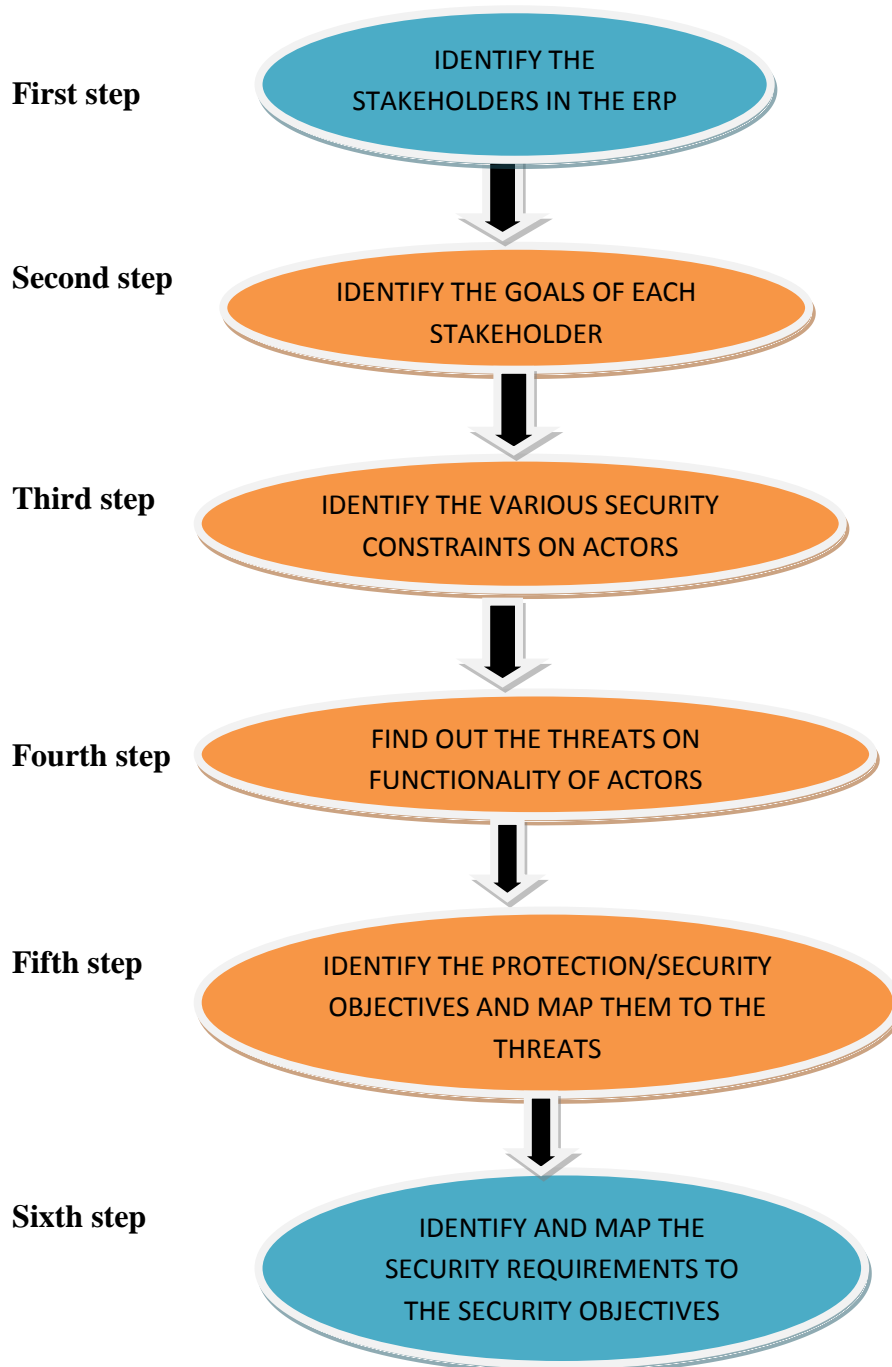 First step
IDENTIFY THE
STAKEHOLDERS IN THE ERP
Second step
IDENTIFY THE GOALS OF EACH
STAKEHOLDER
Third step
IDENTIFY THE VARIOUS SECURITY
CONSTRAINTS ON ACTORS
Fourth step
FIND OUT THE THREATS ON
FUNCTIONALITY OF ACTORS
Fifth step
IDENTIFY THE PROTECTION/SECURITY
OBJECTIVES AND MAP THEM TO THE
THREATS
Sixth step
IDENTIFY AND MAP THE
SECURITY REQUIREMENTS TO
THE SECURITY OBJECTIVES